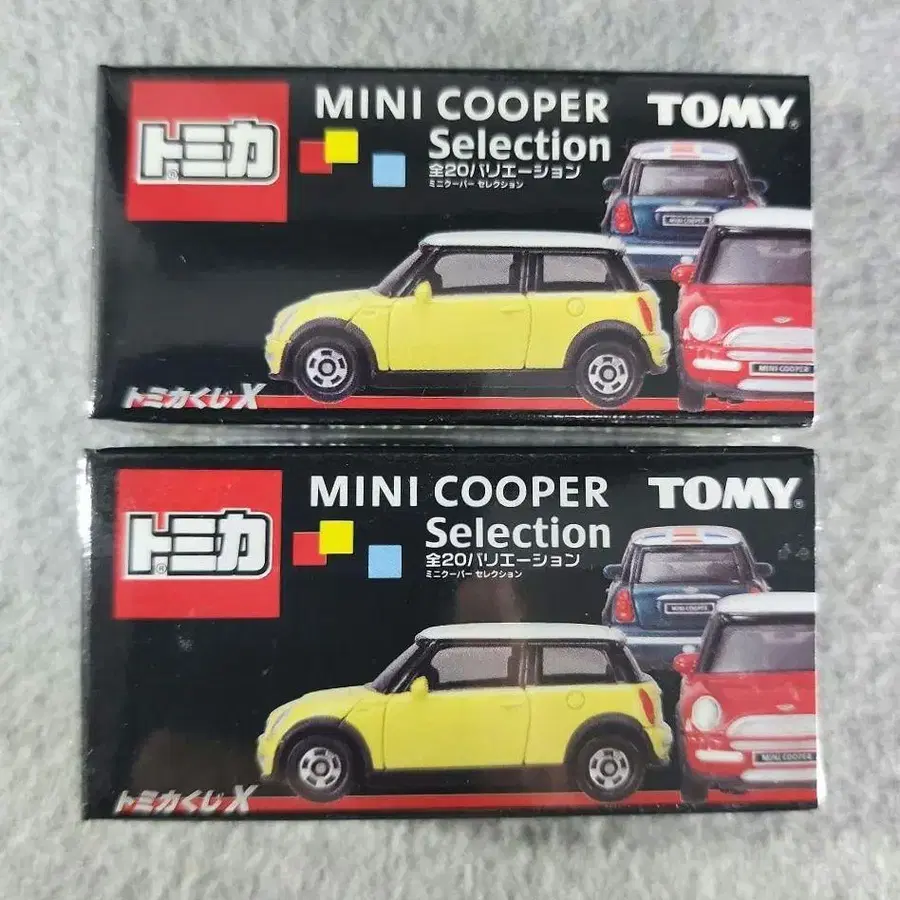 トミカ
MINI COOPER
Selection
全20バリエーション
ミニクーパー セレクション
TOMY
MINI COOPER
MINI COOPER
トミカくじX
トミカ
MINI COOPER
Selection
全20バリエーション
ミニクーパー セレクション
TOMY
MINI COOPER
MINI COOPER
トミカくじX